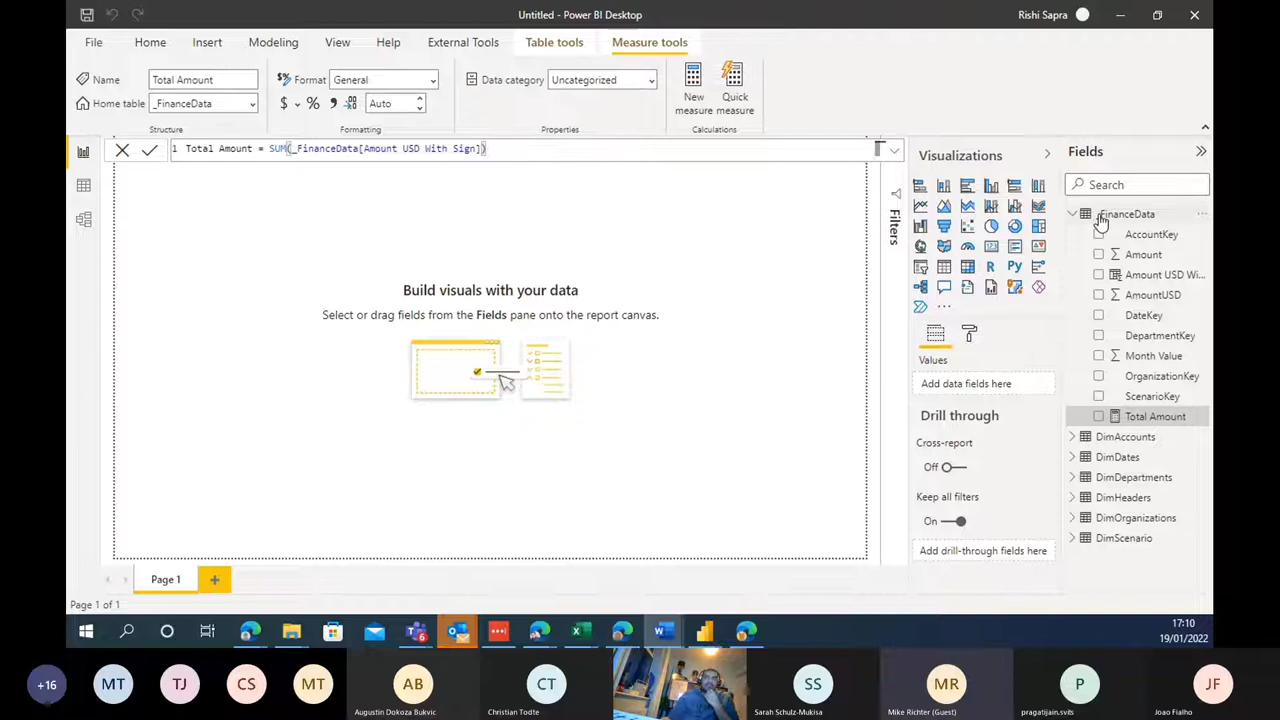 Untitled - Power BI Desktop
Rishi Sapra
File Home Insert Modeling View Help External Tools Table tools Measure tools
Name Total Amount
Format General
Data category Uncategorized
Home table _FinanceData
$ % Auto
New measure
Quick measure
Structure
Formatting
Properties
Calculations
1 Total Amount = SUM(_FinanceData[Amount USD With Sign])
Build visuals with your data
Select or drag fields from the Fields pane onto the report canvas.
Filters
Visualizations
R
Py
Values
Add data fields here
Drill through
Cross-report
Off
Keep all filters
On
Add drill-through fields here
Fields
Search
FinanceData
AccountKey
Amount
Amount USD Wi...
AmountUSD
DateKey
DepartmentKey
Month Value
OrganizationKey
ScenarioKey
Total Amount
DimAccounts
DimDates
DimDepartments
DimHeaders
DimOrganizations
DimScenario
Page 1
Page 1 of 1
17:10
19/01/2022
+16
MT
TJ
CS
MT
AB
Augustin Dokoza Bukvic
CT
Christian Todte
SS
Sarah Schulz-Mukisa
MR
Mike Richter (Guest)
P
pragatijain.svits
JF
Joao Fialho